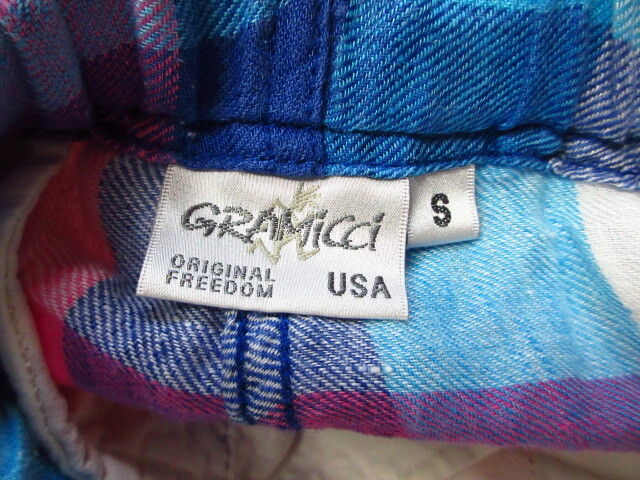 GRAMiCCi
ORIGINAL
FREEDOM
USA
S